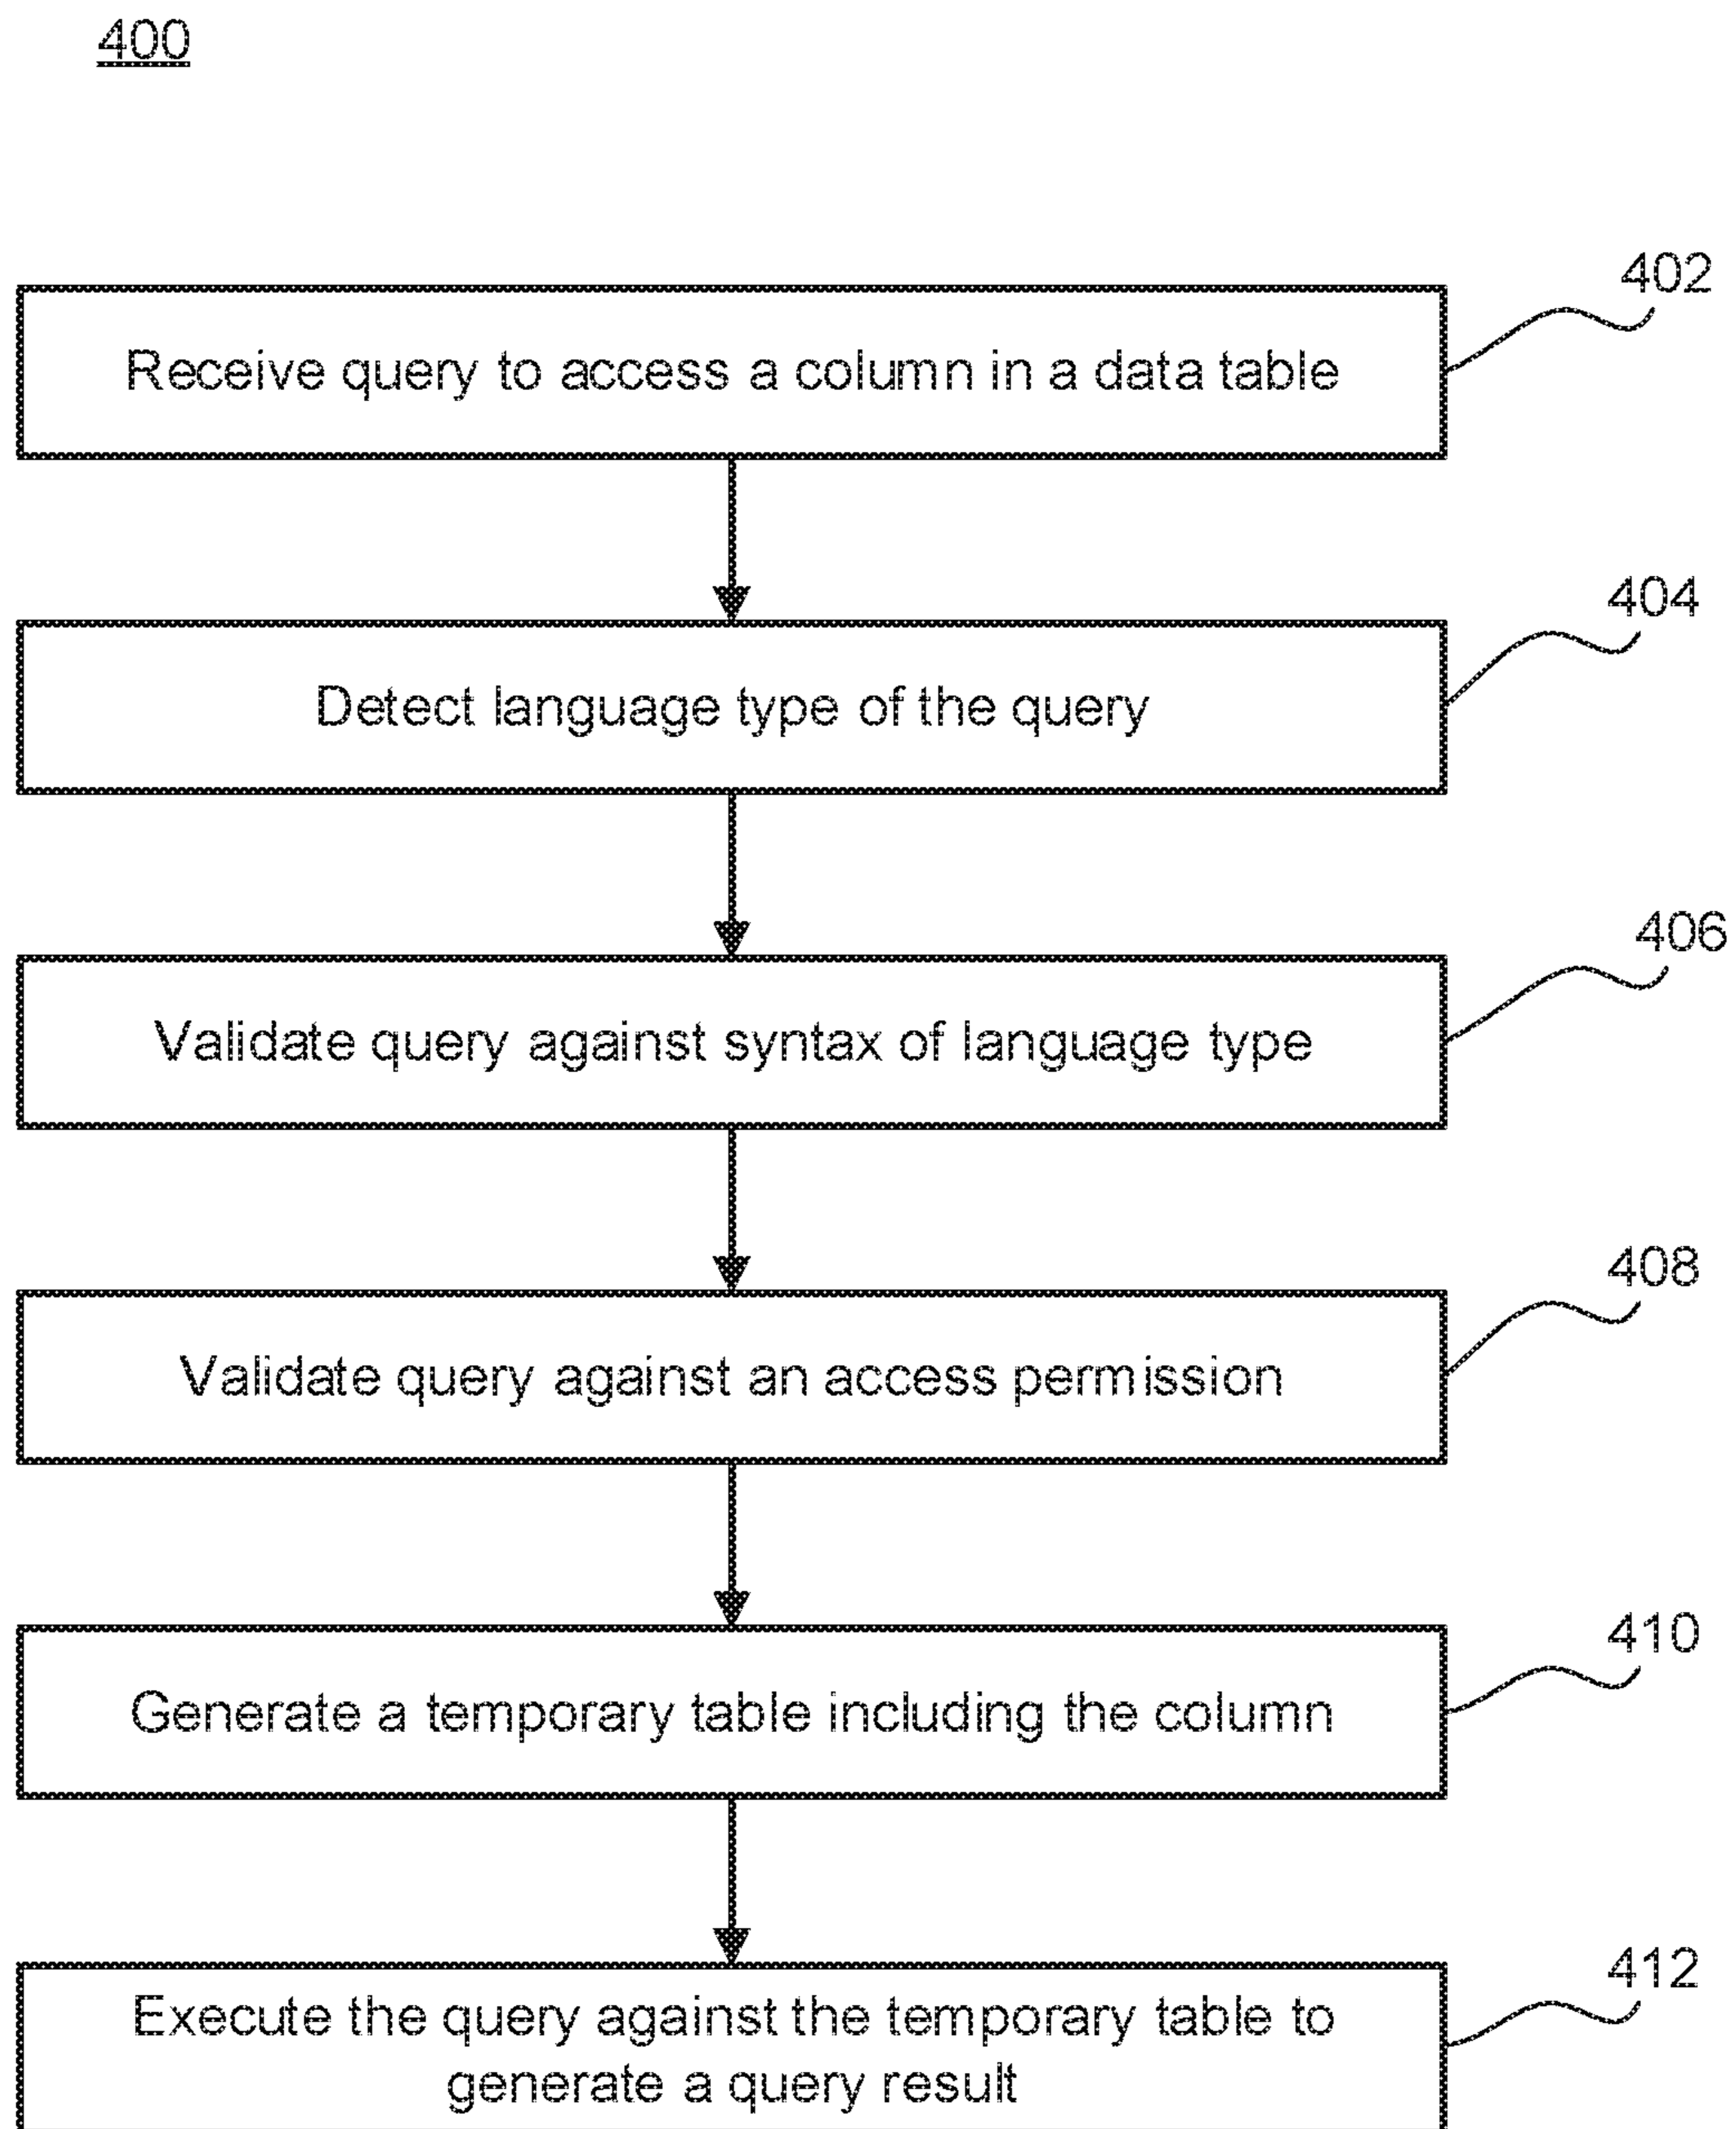 400
402
Receive query to access a column in a data table
404
Detect language type of the query
406
Validate query against syntax of language type
408
Validate query against an access permission
410
Generate a temporary table including the column
412
Execute the query against the temporary table to
generate a query result